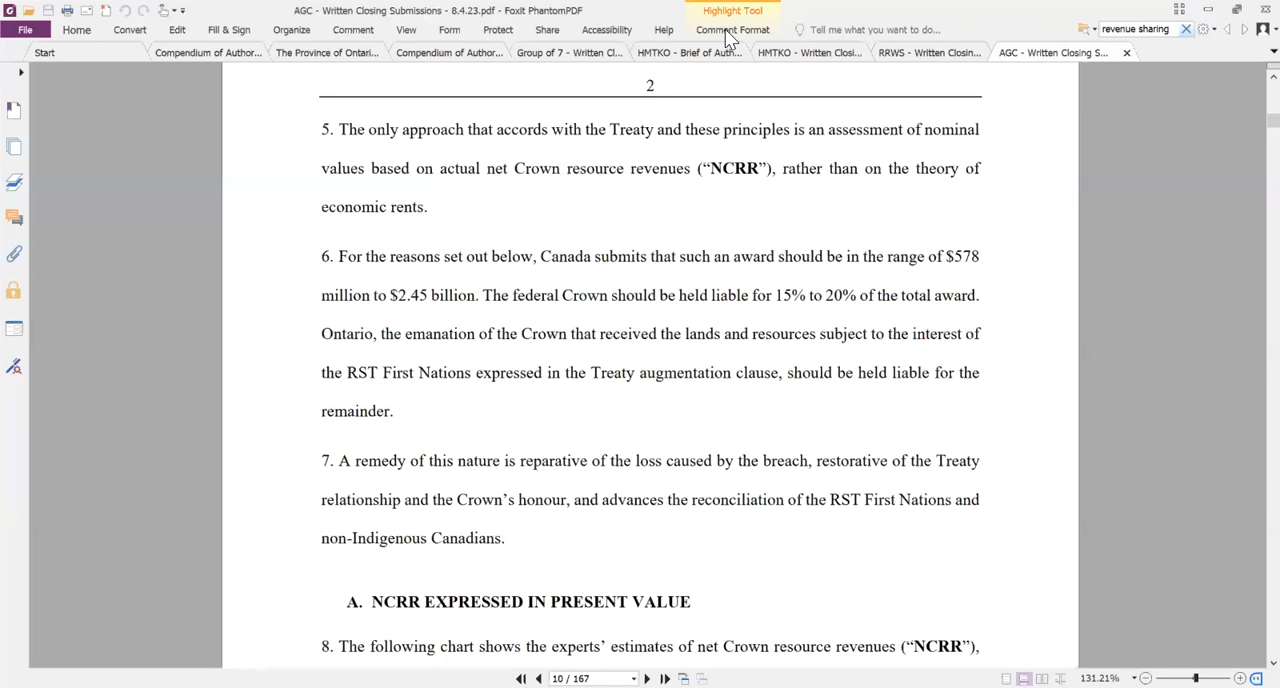 AGC - Written Closing Submissions - 8.4.23.pdf - Foxit PhantomPDF
Highlight Tool
File Home Convert Edit Fill & Sign Organize Comment View Form Protect Share Accessibility Help Comment Format Tell me what you want to do... revenue sharing
Start Compendium of Author... The Province of Ontari... Compendium of Author... Group of 7 - Written Cl... HMTKO - Brief of Auth... HMTKO - Written Closi... RRWS - Written Closin... AGC - Written Closing S...
2
5. The only approach that accords with the Treaty and these principles is an assessment of nominal
values based on actual net Crown resource revenues (“NCRR”), rather than on the theory of
economic rents.
6. For the reasons set out below, Canada submits that such an award should be in the range of $578
million to $2.45 billion. The federal Crown should be held liable for 15% to 20% of the total award.
Ontario, the emanation of the Crown that received the lands and resources subject to the interest of
the RST First Nations expressed in the Treaty augmentation clause, should be held liable for the
remainder.
7. A remedy of this nature is reparative of the loss caused by the breach, restorative of the Treaty
relationship and the Crown’s honour, and advances the reconciliation of the RST First Nations and
non-Indigenous Canadians.
A. NCRR EXPRESSED IN PRESENT VALUE
8. The following chart shows the experts’ estimates of net Crown resource revenues (“NCRR”),
10 / 167 131.21%